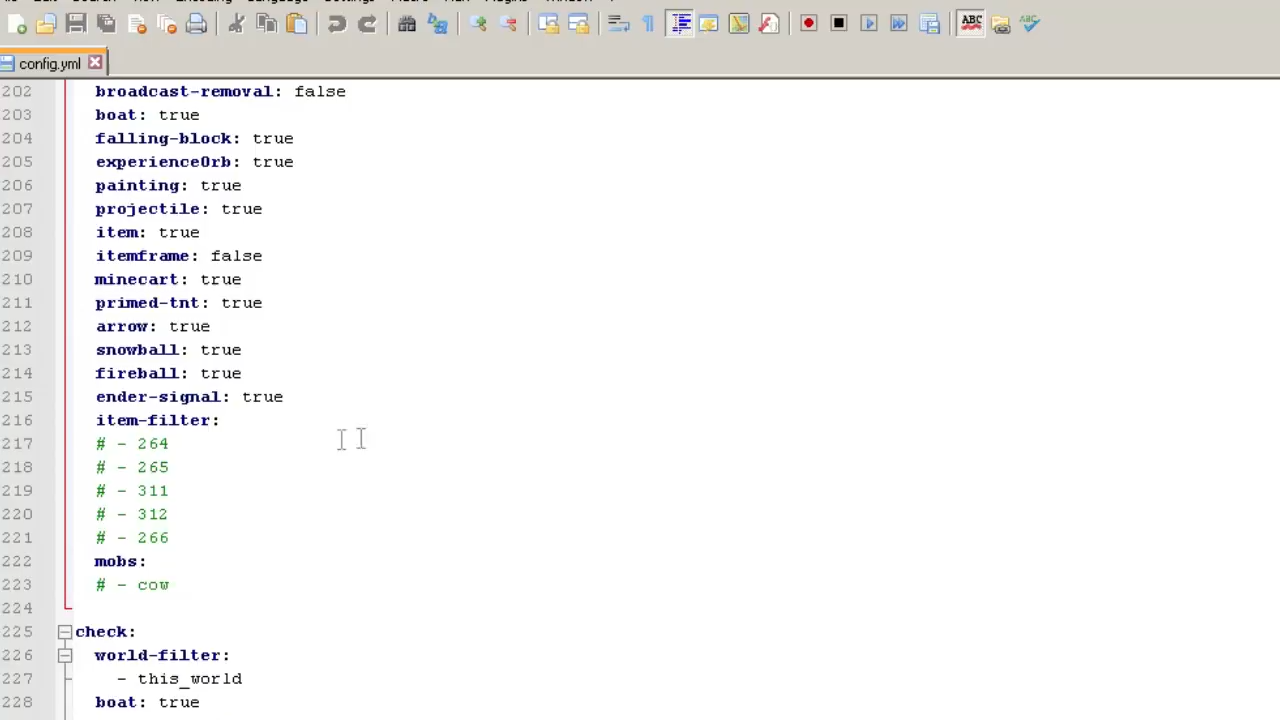 config.yml
202 broadcast-removal: false
203 boat: true
204 falling-block: true
205 experienceOrb: true
206 painting: true
207 projectile: true
208 item: true
209 itemframe: false
210 minecart: true
211 primed-tnt: true
212 arrow: true
213 snowball: true
214 fireball: true
215 ender-signal: true
216 item-filter:
217 # - 264
218 # - 265
219 # - 311
220 # - 312
221 # - 266
222 mobs:
223 # - cow
224
225 check:
226 world-filter:
227 - this_world
228 boat: true